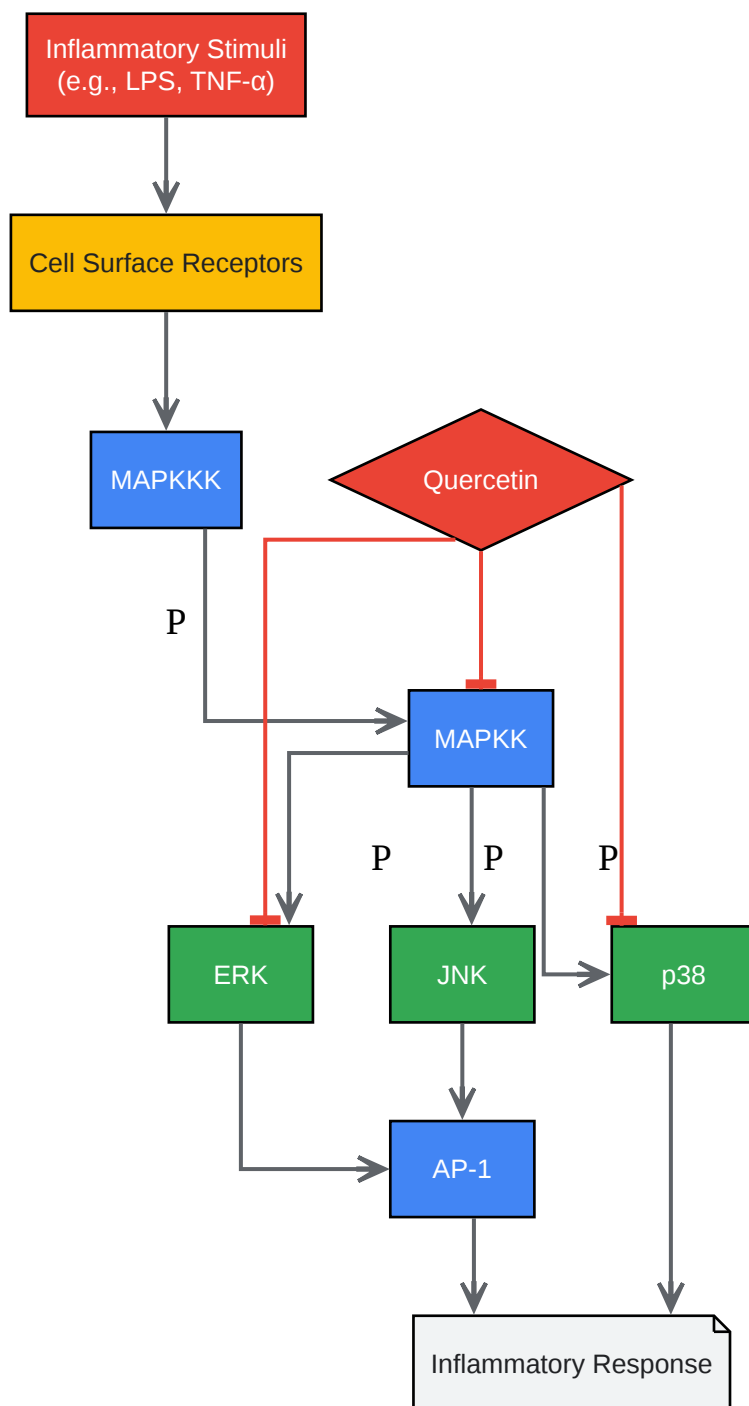 Inflammatory Stimuli
(e.g., LPS, TNF-α)
Cell Surface Receptors
MAPKKK
Quercetin
P
MAPKK
P
P
P
ERK
JNK
p38
AP-1
Inflammatory Response